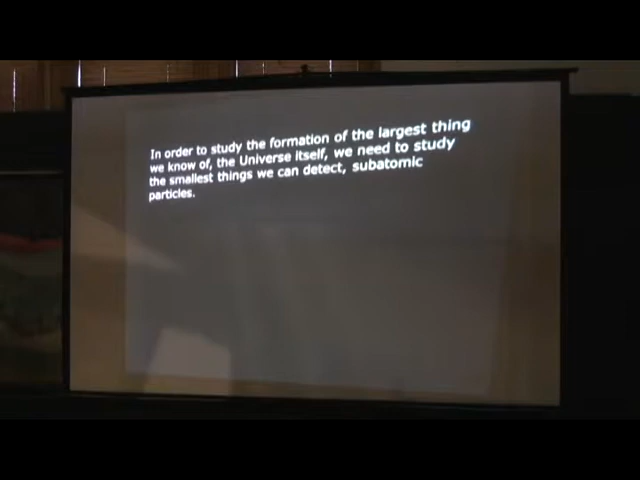 In order to study the formation of the largest thing
we know of, the Universe itself, we need to study
the smallest things we can detect, subatomic
particles.